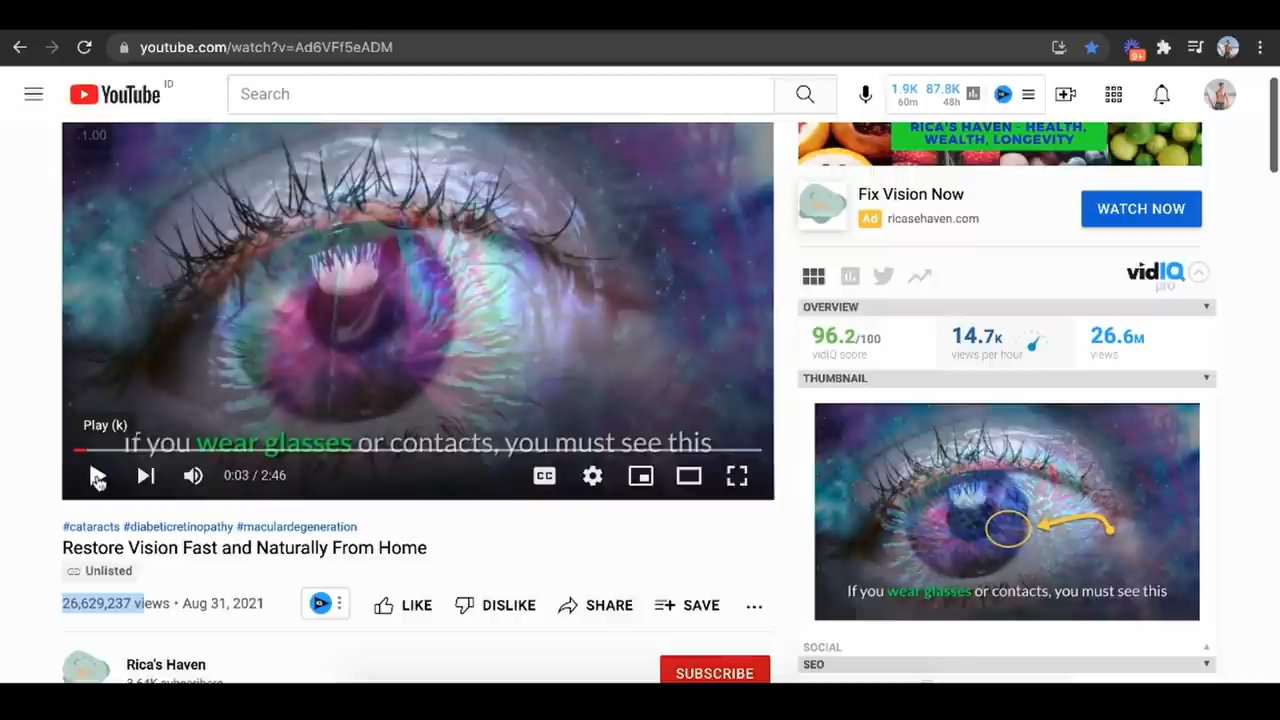 youtube.com/watch?v=Ad6VFf5eADM
9+
YouTube ID
Search
1.9K 87.8K
60m 48h
1.00
RICA'S HAVEN - HEALTH,
WEALTH, LONGEVITY
Fix Vision Now
Ad ricasehaven.com
WATCH NOW
vidIQ
pro
OVERVIEW
96.2/100 14.7K 26.6M
vidIQ score views per hour views
THUMBNAIL
Play (k)
if you wear glasses or contacts, you must see this
0:03 / 2:46
CC
#cataracts #diabeticretinopathy #maculardegeneration
Restore Vision Fast and Naturally From Home
Unlisted
26,629,237 views • Aug 31, 2021
LIKE DISLIKE SHARE SAVE
If you wear glasses or contacts, you must see this
SOCIAL
SEO
Rica's Haven
3.64K subscribers
SUBSCRIBE